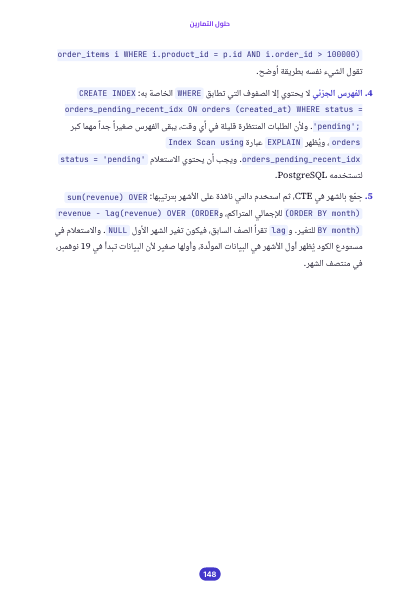 حلول التمارين
order_items i WHERE i.product_id = p.id AND i.order_id > 100000)
تقول الشيء نفسه بطريقة أوضح.
4. الفهرس الجزئي لا يحتوي إلا الصفوف التي تطابق WHERE الخاصة به: CREATE INDEX
orders_pending_recent_idx ON orders (created_at) WHERE status =
'pending';. ولأن الطلبات المنتظرة قليلة في أي وقت، يبقى الفهرس صغيراً جداً مهما كبر
orders. ويُظهر EXPLAIN عبارة Index Scan using
orders_pending_recent_idx. ويجب أن يحتوي الاستعلام status = 'pending'
لتستخدمه PostgreSQL.
5. جمّع بالشهر في CTE، ثم استخدم دالتي نافذة على الأشهر بترتيبها: sum(revenue) OVER
(ORDER BY month) للإجمالي المتراكم، وrevenue - lag(revenue) OVER (ORDER
BY month) للتغير. و lag تقرأ الصف السابق، فيكون تغير الشهر الأول NULL. والاستعلام في
مستودع الكود يُظهر أول الأشهر في البيانات المولّدة، وأولها صغير لأن البيانات تبدأ في 19 نوفمبر،
في منتصف الشهر.
148